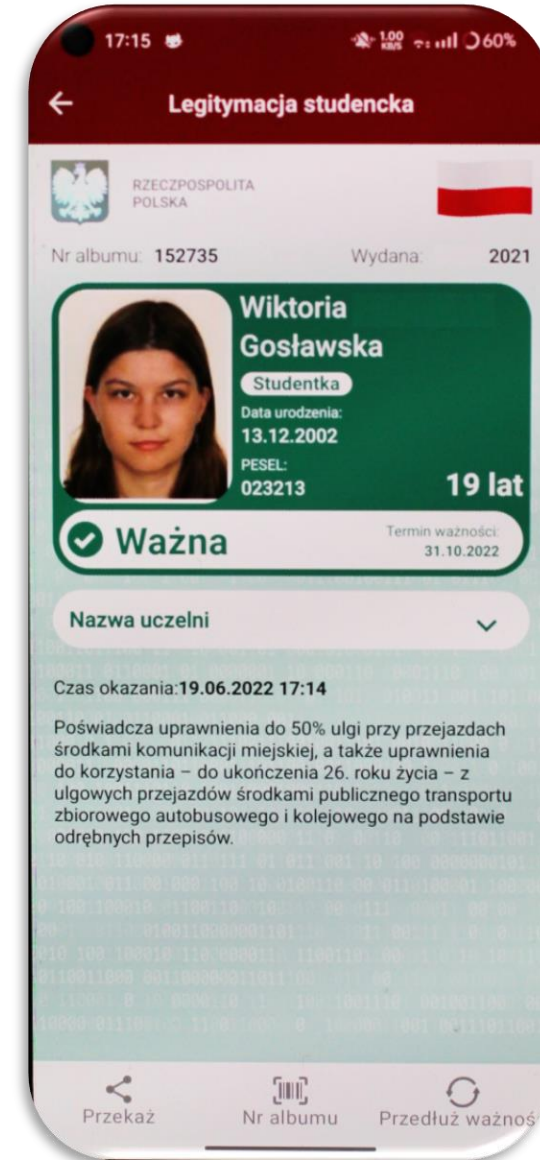 17:15 1.00 KB/S 60%
Legitymacja studencka
RZECZPOSPOLITA
POLSKA
Nr albumu: 152735 Wydana: 2021
Wiktoria
Gosławska
Studentka
Data urodzenia:
13.12.2002
PESEL:
023213
19 lat
Ważna
Termin ważności:
31.10.2022
Nazwa uczelni
Czas okazania:19.06.2022 17:14
Poświadcza uprawnienia do 50% ulgi przy przejazdach
środkami komunikacji miejskiej, a także uprawnienia
do korzystania – do ukończenia 26. roku życia – z
ulgowych przejazdów środkami publicznego transportu
zbiorowego autobusowego i kolejowego na podstawie
odrębnych przepisów.
Przekaż Nr albumu Przedłuż ważnoś